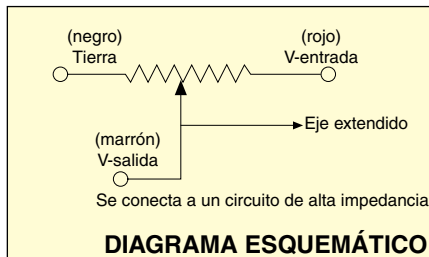 (negro)
Tierra
(rojo)
V-entrada
Eje extendido
(marrón)
V-salida
Se conecta a un circuito de alta impedancia
DIAGRAMA ESQUEMÁTICO